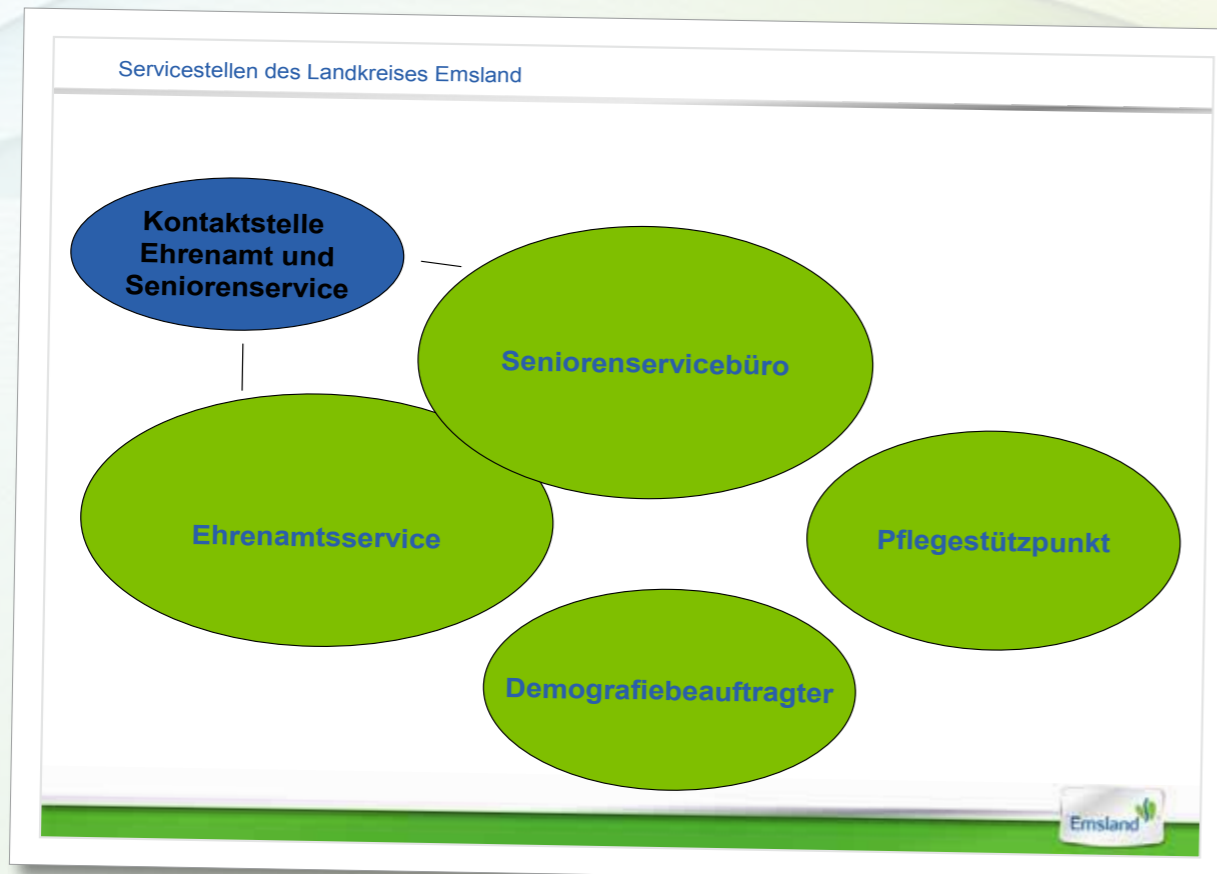 Servicestellen des Landkreises Emsland
Kontaktstelle
Ehrenamt und
Seniorenservice
Seniorenservicebüro
Ehrenamtsservice
Pflegestützpunkt
Demografiebeauftragter
Emsland